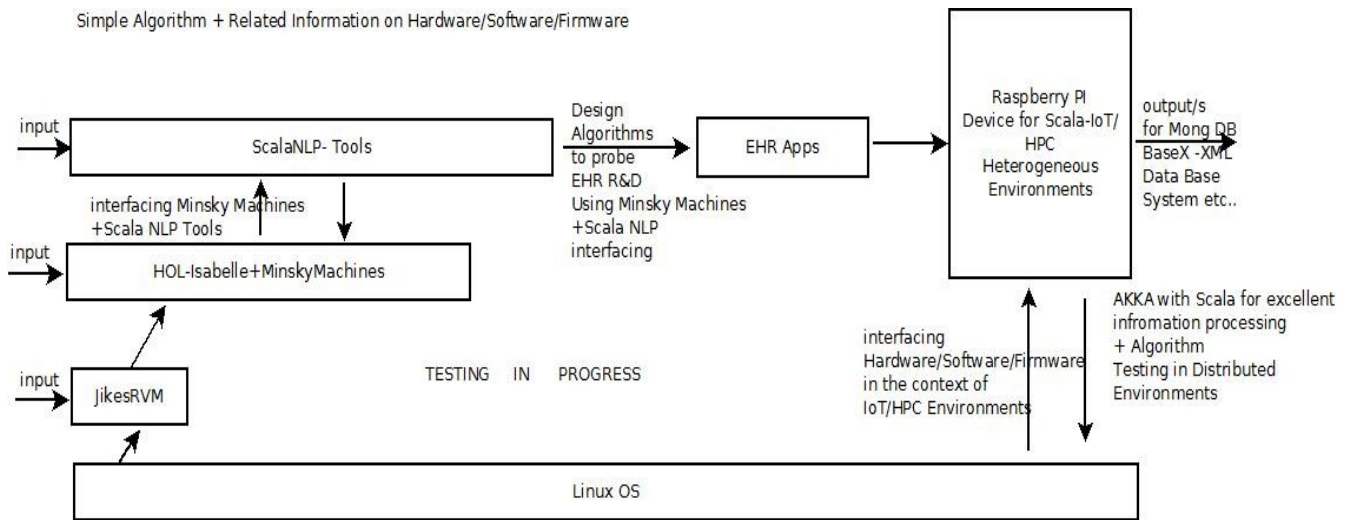 Simple Algorithm + Related Information on Hardware/Software/Firmware
input
ScalaNLP- Tools
Design
Algorithms
to probe
EHR R&D
Using Minsky Machines
+Scala NLP
interfacing
EHR Apps
Raspberry PI
Device for Scala-IoT/
HPC
Heterogeneous
Environments
output/s
for Mong DB
BaseX -XML
Data Base
System etc..
interfacing Minsky Machines
+Scala NLP Tools
input
HOL-Isabelle+MinskyMachines
input
JikesRVM
TESTING IN PROGRESS
interfacing
Hardware/Software/Firmware
in the context of
IoT/HPC Environments
AKKA with Scala for excellent
infromation processing
+ Algorithm
Testing in Distributed
Environments
Linux OS